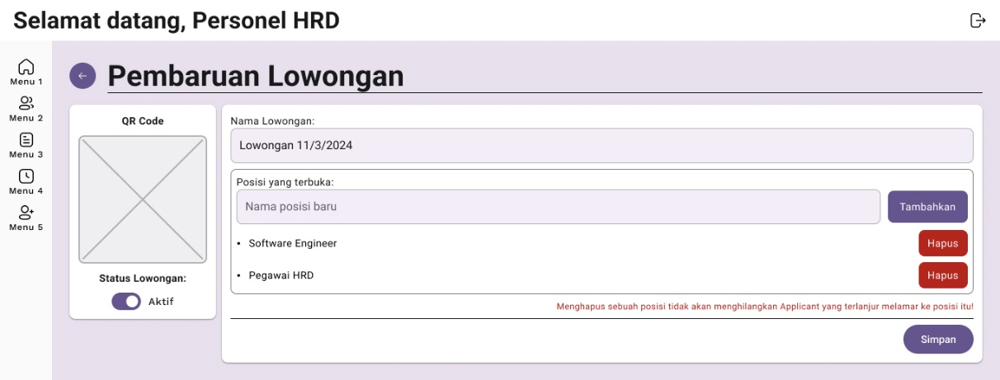 Selamat datang, Personel HRD
Menu 1
Menu 2
Menu 3
Menu 4
Menu 5
Pembaruan Lowongan
QR Code
Status Lowongan:
Aktif
Nama Lowongan:
Lowongan 11/3/2024
Posisi yang terbuka:
Nama posisi baru
Tambahkan
• Software Engineer
Hapus
• Pegawai HRD
Hapus
Menghapus sebuah posisi tidak akan menghilangkan Applicant yang terlanjur melamar ke posisi itu!
Simpan